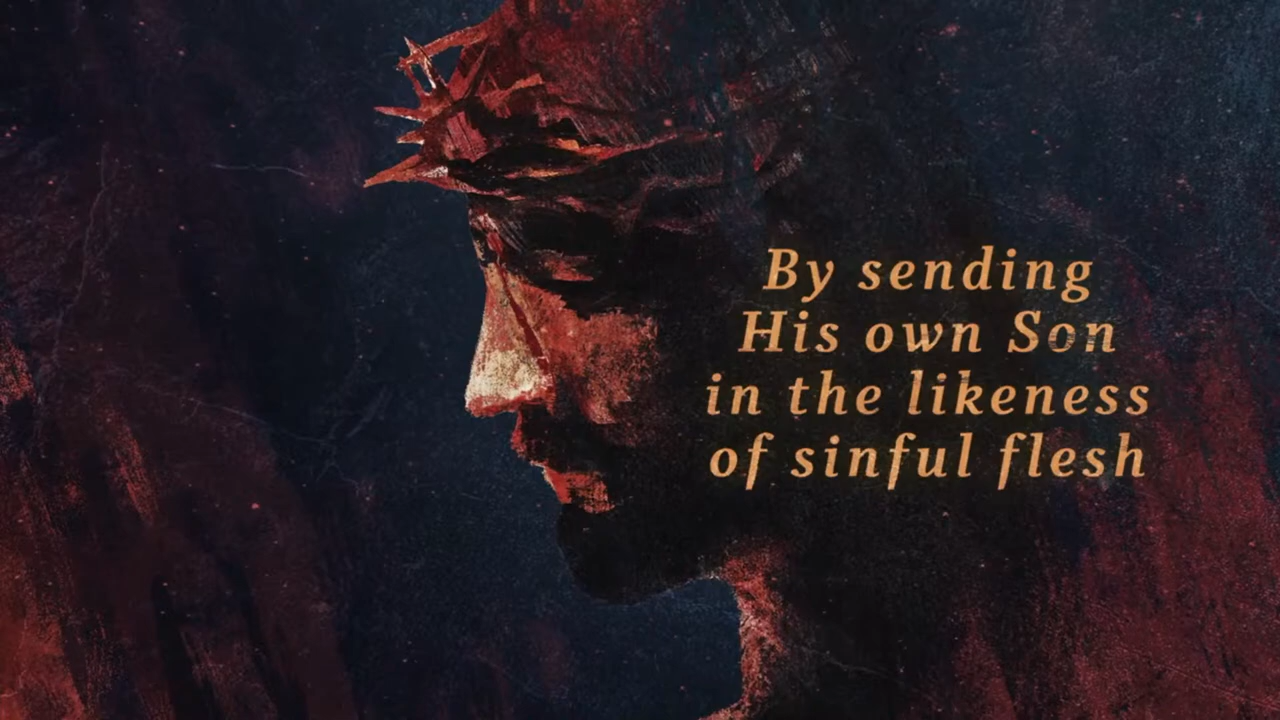 By sending
His own Son
in the likeness
of sinful flesh